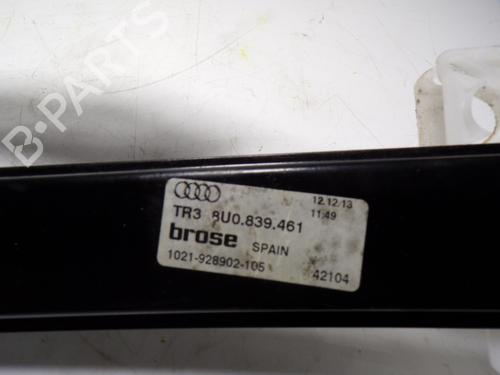 B-PARTS
12.12.13
TR3 8U0.839.461
11:49
brose SPAIN
1021-928902-105
42104